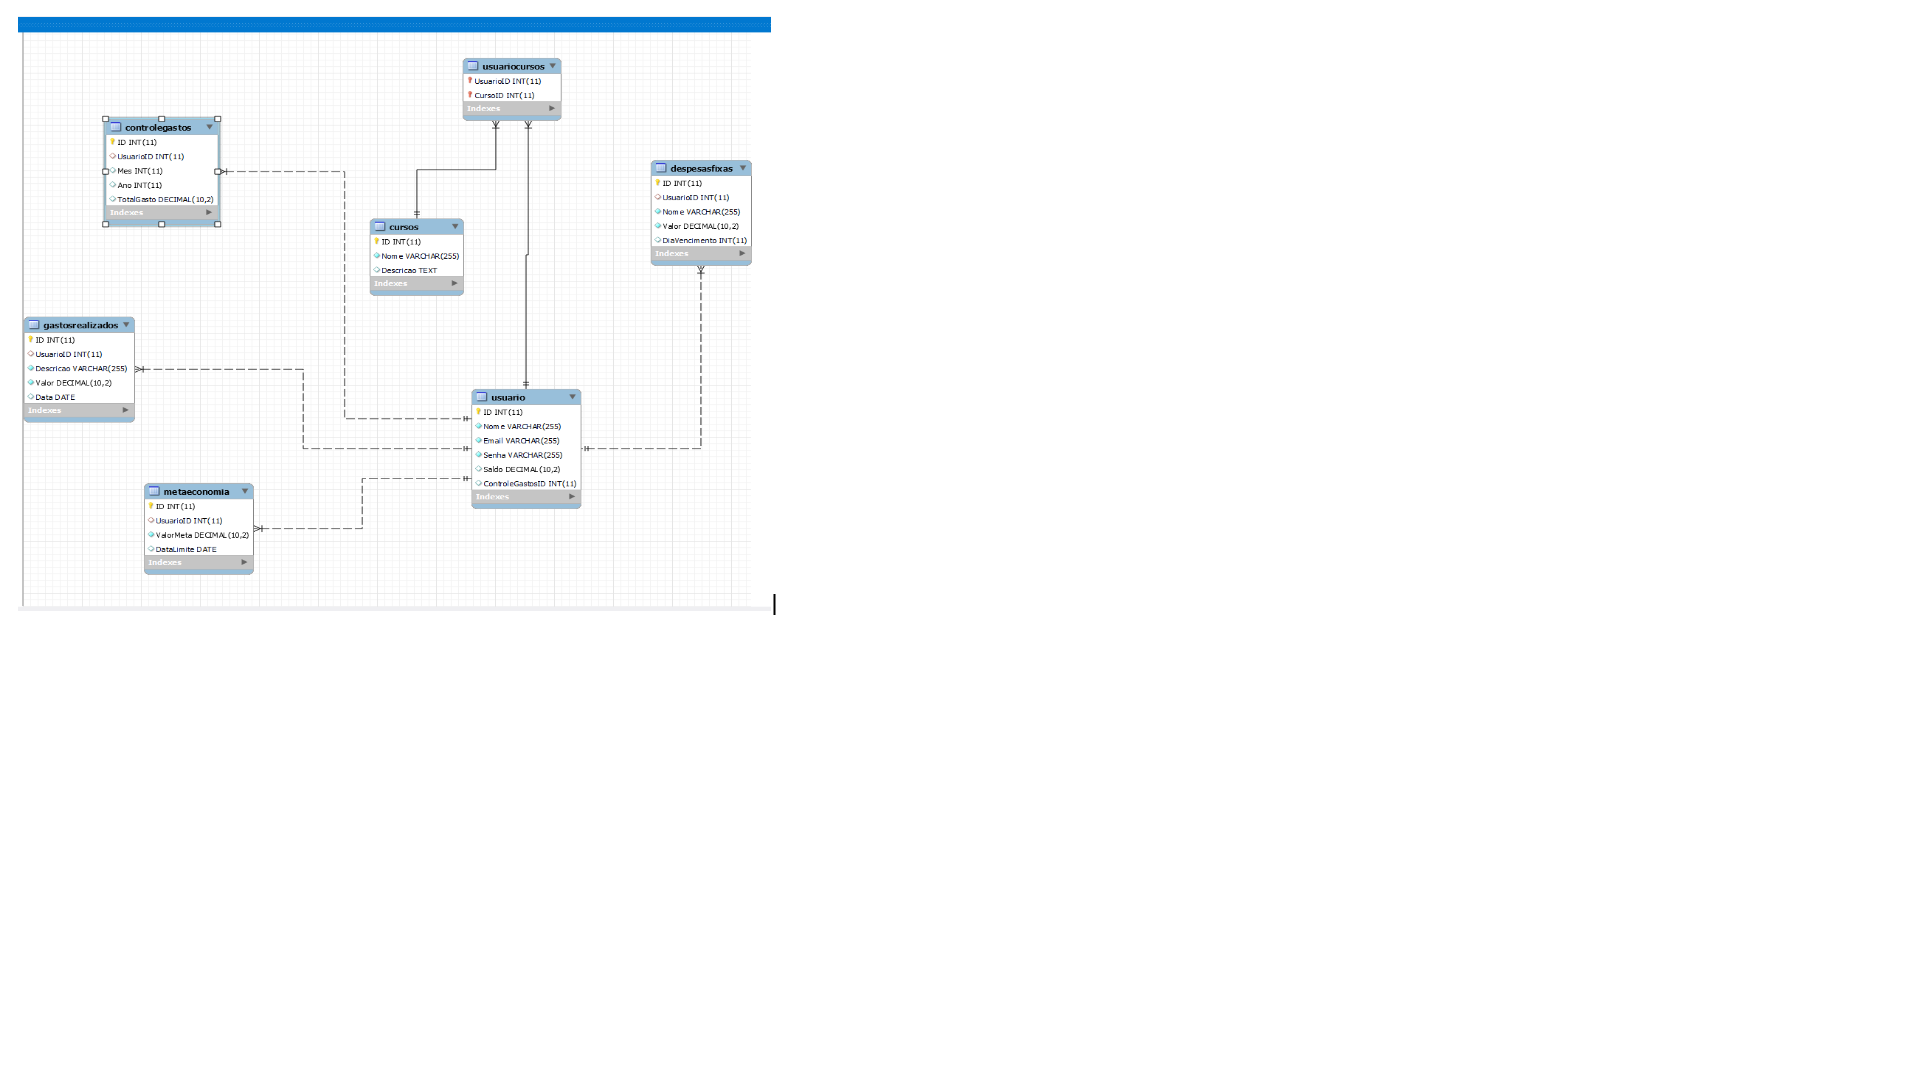 usuariocursos
UsuarioID INT(11)
CursoID INT(11)
Indexes
controlegastos
ID INT(11)
UsuarioID INT(11)
Mes INT(11)
Ano INT(11)
TotalGasto DECIMAL(10,2)
Indexes
despesasfixas
ID INT(11)
UsuarioID INT(11)
Nome VARCHAR(255)
Valor DECIMAL(10,2)
DiaVencimento INT(11)
Indexes
cursos
ID INT(11)
Nome VARCHAR(255)
Descricao TEXT
Indexes
gastosrealizados
ID INT(11)
UsuarioID INT(11)
Descricao VARCHAR(255)
Valor DECIMAL(10,2)
Data DATE
Indexes
usuario
ID INT(11)
Nome VARCHAR(255)
Email VARCHAR(255)
Senha VARCHAR(255)
Saldo DECIMAL(10,2)
ControleGastosID INT(11)
Indexes
metaeconomia
ID INT(11)
UsuarioID INT(11)
ValorMeta DECIMAL(10,2)
DataLimite DATE
Indexes